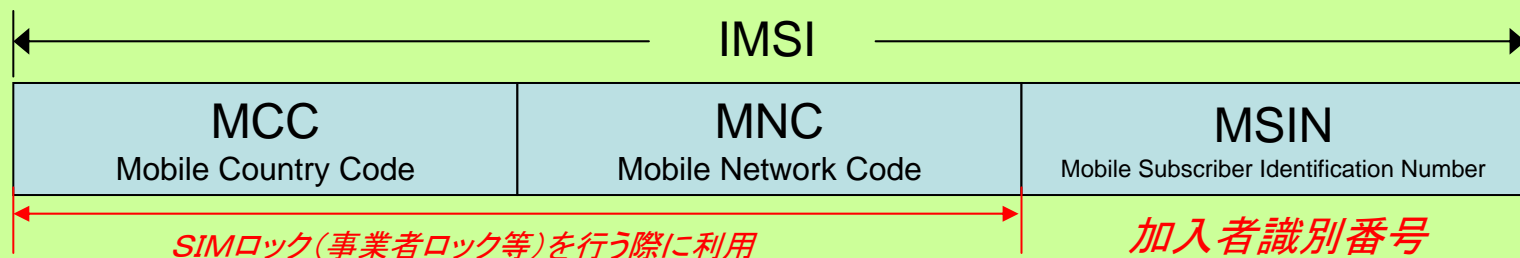 IMSI
MCC
Mobile Country Code
MNC
Mobile Network Code
MSIN
Mobile Subscriber Identification Number
SIMロック(事業者ロック等)を行う際に利用
加入者識別番号